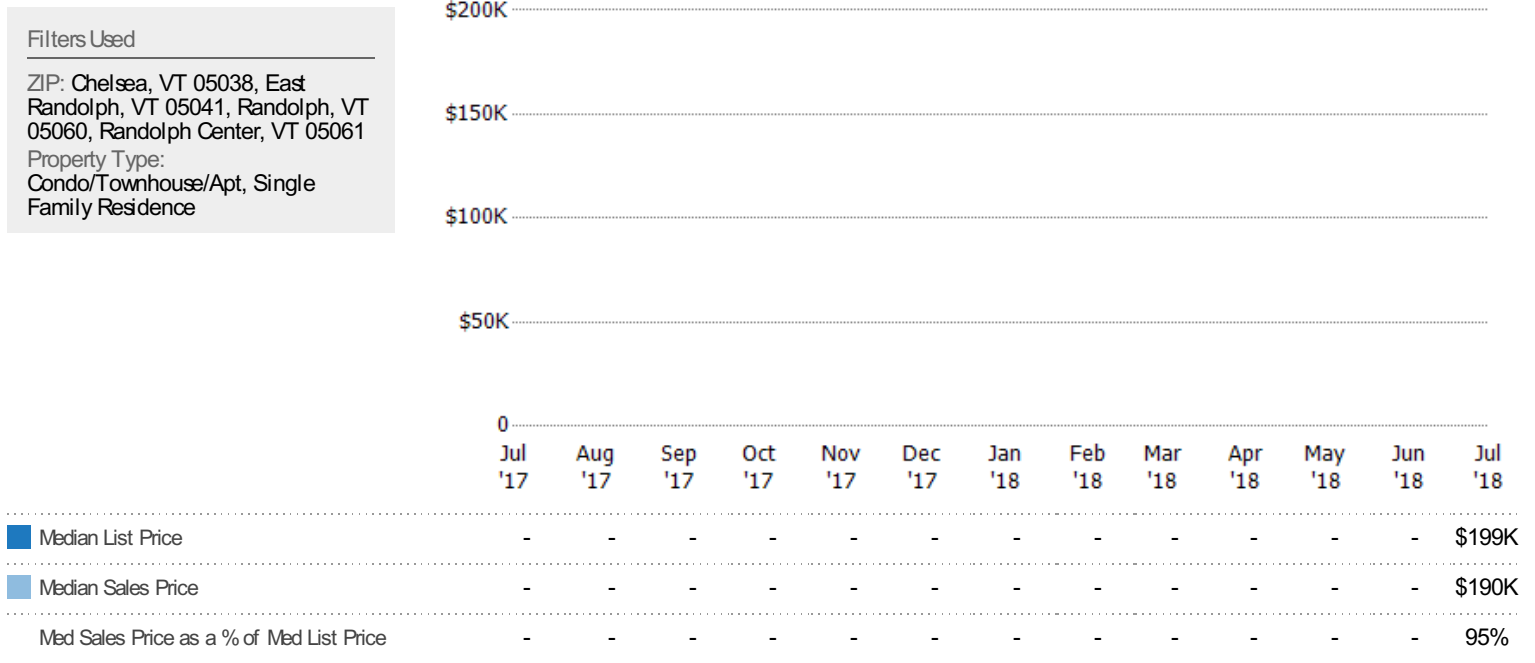 Filters Used
ZIP: Chelsea, VT 05038, East
Randolph, VT 05041, Randolph, VT
05060, Randolph Center, VT 05061
Property Type:
Condo/Townhouse/Apt, Single
Family Residence
$200K
$150K
$100K
$50K
0
Jul Aug Sep Oct Nov Dec Jan Feb Mar Apr May Jun Jul
'17 '17 '17 '17 '17 '17 '18 '18 '18 '18 '18 '18 '18
Median List Price - - - - - - - - - - - - $199K
Median Sales Price - - - - - - - - - - - - $190K
Med Sales Price as a % of Med List Price - - - - - - - - - - - - 95%